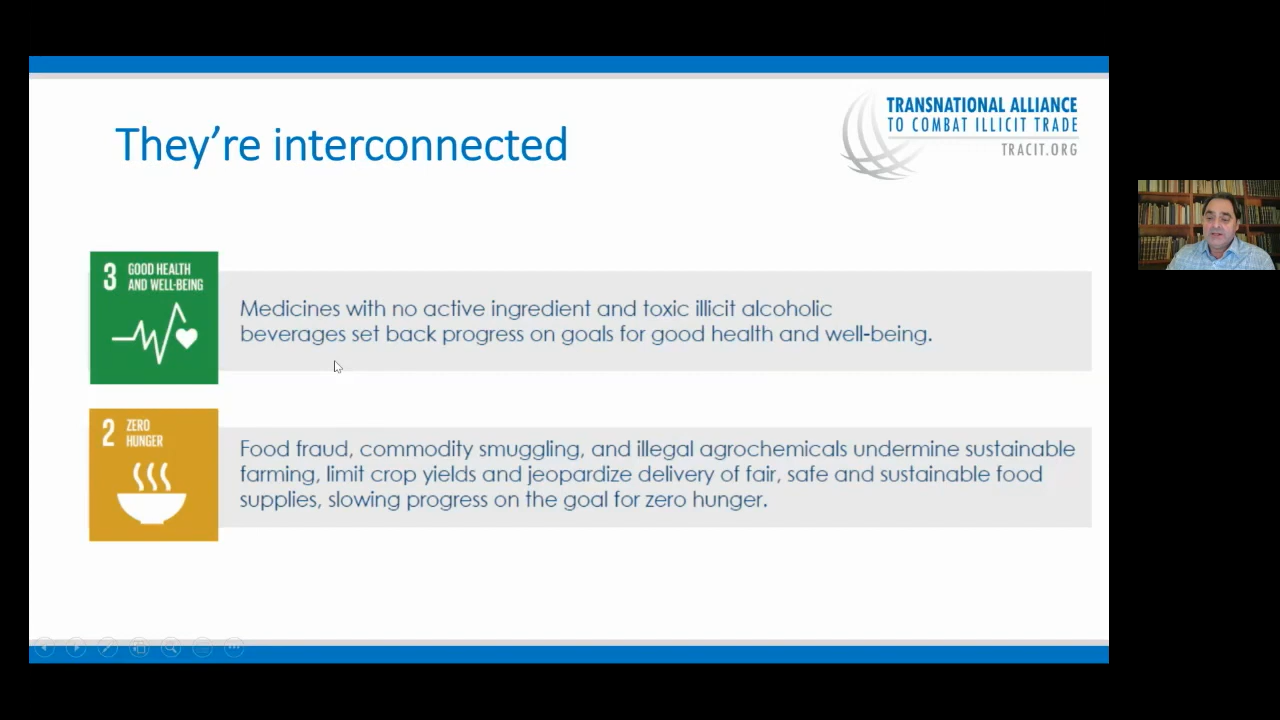 They’re interconnected
TRANSNATIONAL ALLIANCE
TO COMBAT ILLICIT TRADE
TRACIT.ORG
3 GOOD HEALTH
AND WELL-BEING
Medicines with no active ingredient and toxic illicit alcoholic
beverages set back progress on goals for good health and well-being.
2 ZERO
HUNGER
Food fraud, commodity smuggling, and illegal agrochemicals undermine sustainable
farming, limit crop yields and jeopardize delivery of fair, safe and sustainable food
supplies, slowing progress on the goal for zero hunger.